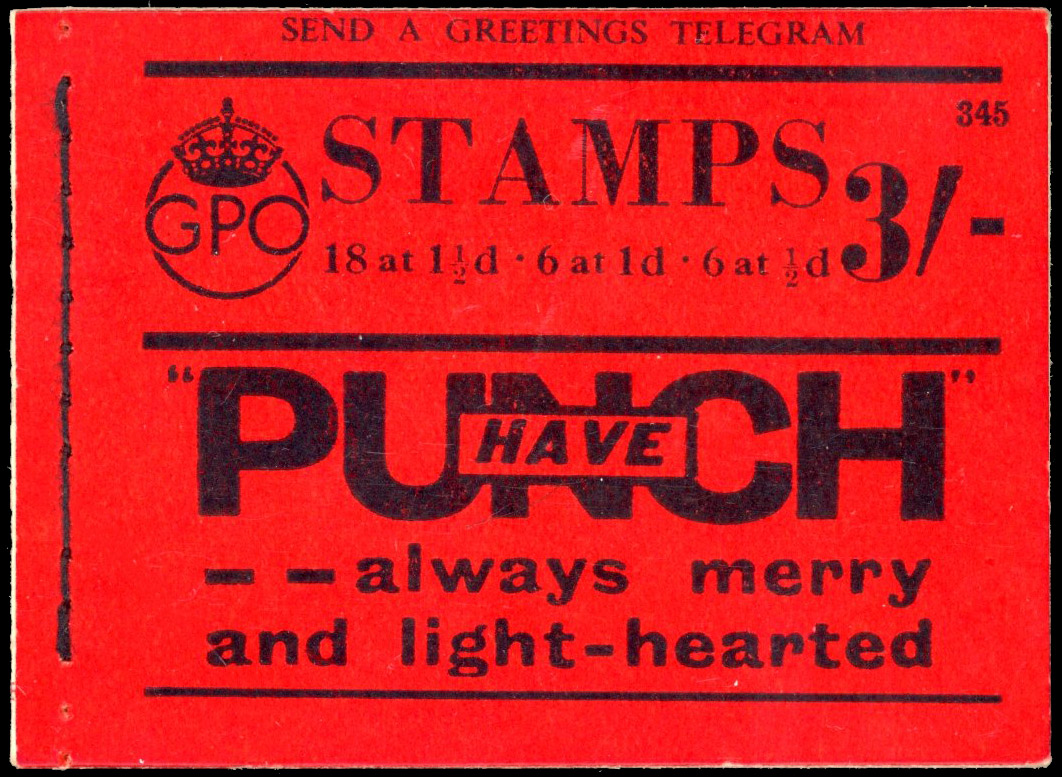 SEND A GREETINGS TELEGRAM
345
STAMPS 3/-
GPO
18 at 1½d · 6 at 1d · 6 at ½d
"PUNCH"
HAVE
-- always merry
and light-hearted